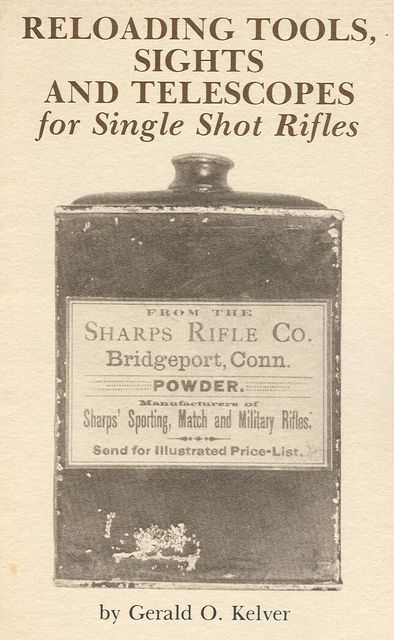 RELOADING TOOLS,
SIGHTS
AND TELESCOPES
for Single Shot Rifles
FROM THE
SHARPS RIFLE CO.
Bridgeport, Conn.
POWDER.
Manufacturers of
Sharps' Sporting, Match and Military Rifles.
Send for Illustrated Price-List.
by Gerald O. Kelver